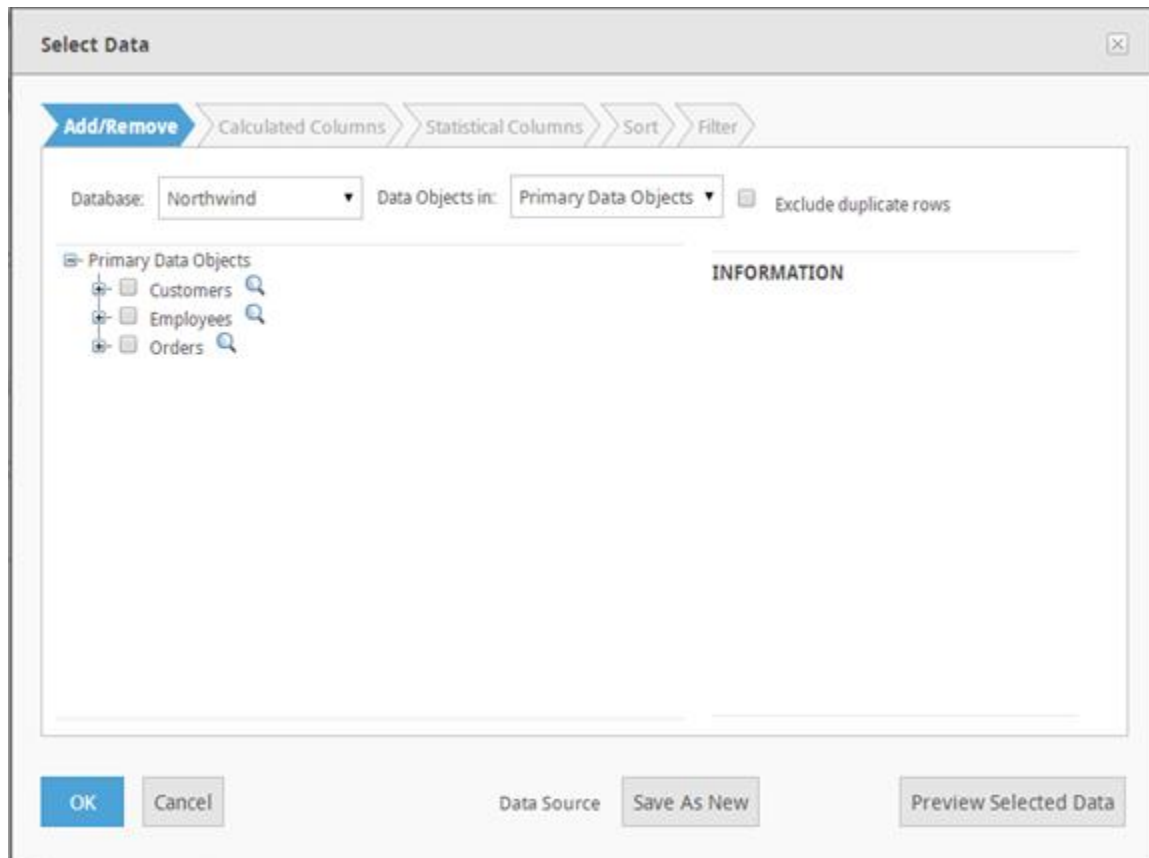 Select Data
Add/Remove Calculated Columns Statistical Columns Sort Filter
Database: Northwind Data Objects in: Primary Data Objects Exclude duplicate rows
Primary Data Objects
INFORMATION
Customers
Employees
Orders
OK Cancel Data Source Save As New Preview Selected Data